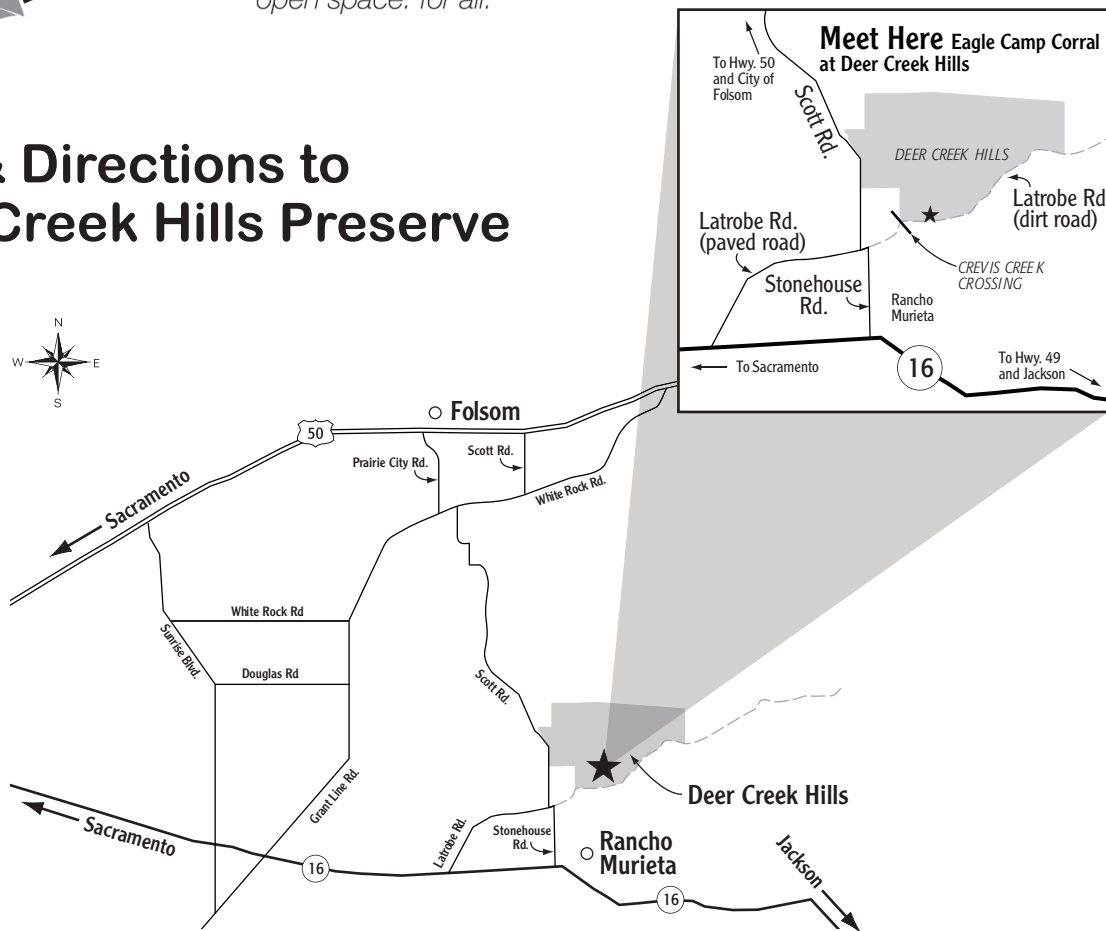 open space. for all.
& Directions to
Creek Hills Preserve
Meet Here Eagle Camp Corral
at Deer Creek Hills
To Hwy. 50
and City of
Folsom
Scott Rd.
DEER CREEK HILLS
Latrobe Rd
(dirt road)
Latrobe Rd.
(paved road)
CREVIS CREEK
CROSSING
Stonehouse
Rd.
Rancho
Murieta
To Sacramento
16
To Hwy. 49
and Jackson
N
W
E
S
Folsom
50
Prairie City Rd.
Scott Rd.
White Rock Rd.
Sacramento
White Rock Rd
Sunrise Blvd.
Douglas Rd
Scott Rd.
Grant Line Rd.
Deer Creek Hills
Latrobe Rd.
Stonehouse
Rd.
Rancho
Murieta
Sacramento
16
Jackson
16